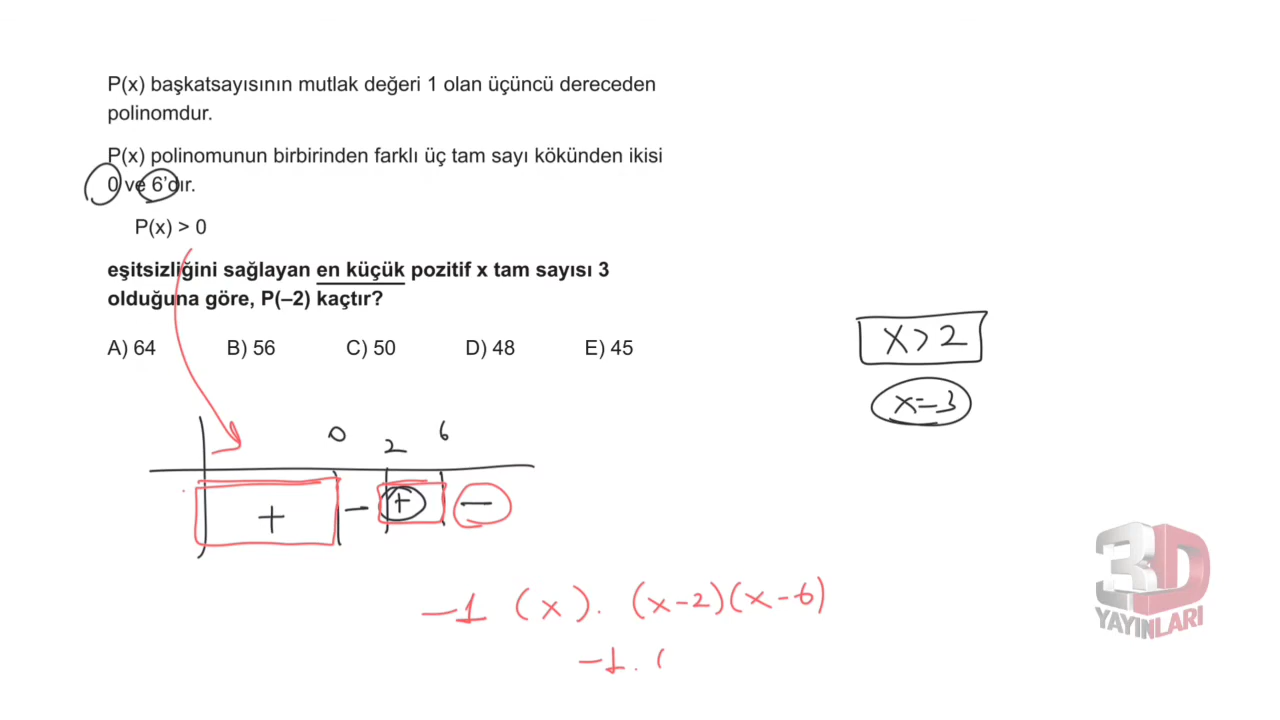 P(x) başkatsayısının mutlak değeri 1 olan üçüncü dereceden
polinomdur.
P(x) polinomunun birbirinden farklı üç tam sayı kökünden ikisi
0 ve 6'dır.
P(x) > 0
eşitsizliğini sağlayan en küçük pozitif x tam sayısı 3
olduğuna göre, P(–2) kaçtır?
A) 64 B) 56 C) 50 D) 48 E) 45
x > 2
x = 3
0 2 6
+ - + -
-1 (x). (x-2)(x-6)
-1. (
3D
YAYINLARI